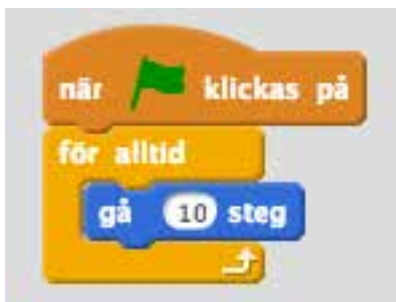 när klickas på
för alltid
gå 10 steg